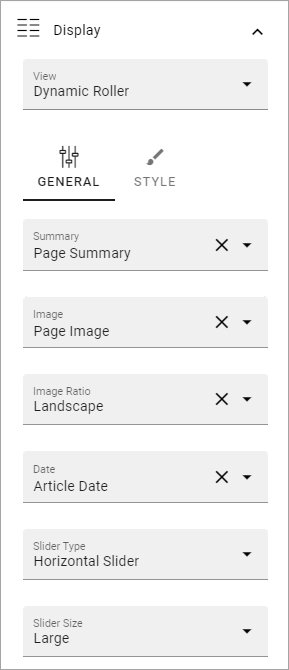 Display
View
Dynamic Roller
GENERAL STYLE
Summary
Page Summary
Image
Page Image
Image Ratio
Landscape
Date
Article Date
Slider Type
Horizontal Slider
Slider Size
Large